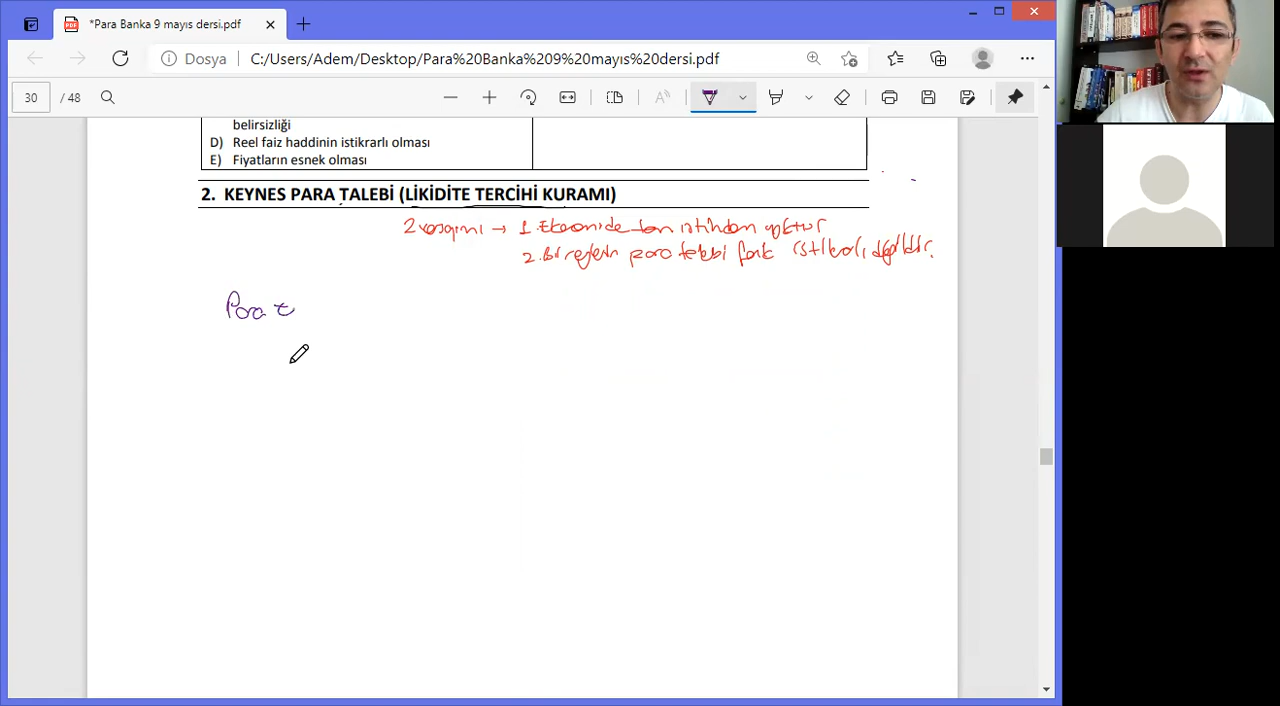 *Para Banka 9 mayıs dersi.pdf
Dosya C:/Users/Adem/Desktop/Para%20Banka%209%20mayıs%20dersi.pdf
30 / 48
belirsizliği
D) Reel faiz haddinin istikrarlı olması
E) Fiyatların esnek olması
2. KEYNES PARA TALEBİ (LİKİDİTE TERCİHİ KURAMI)
2 varsayımı → 1. Ekonomide tam istihdam yoktur
2. Bireylerin para talebi fonk istikrarlı değildir.
Para t